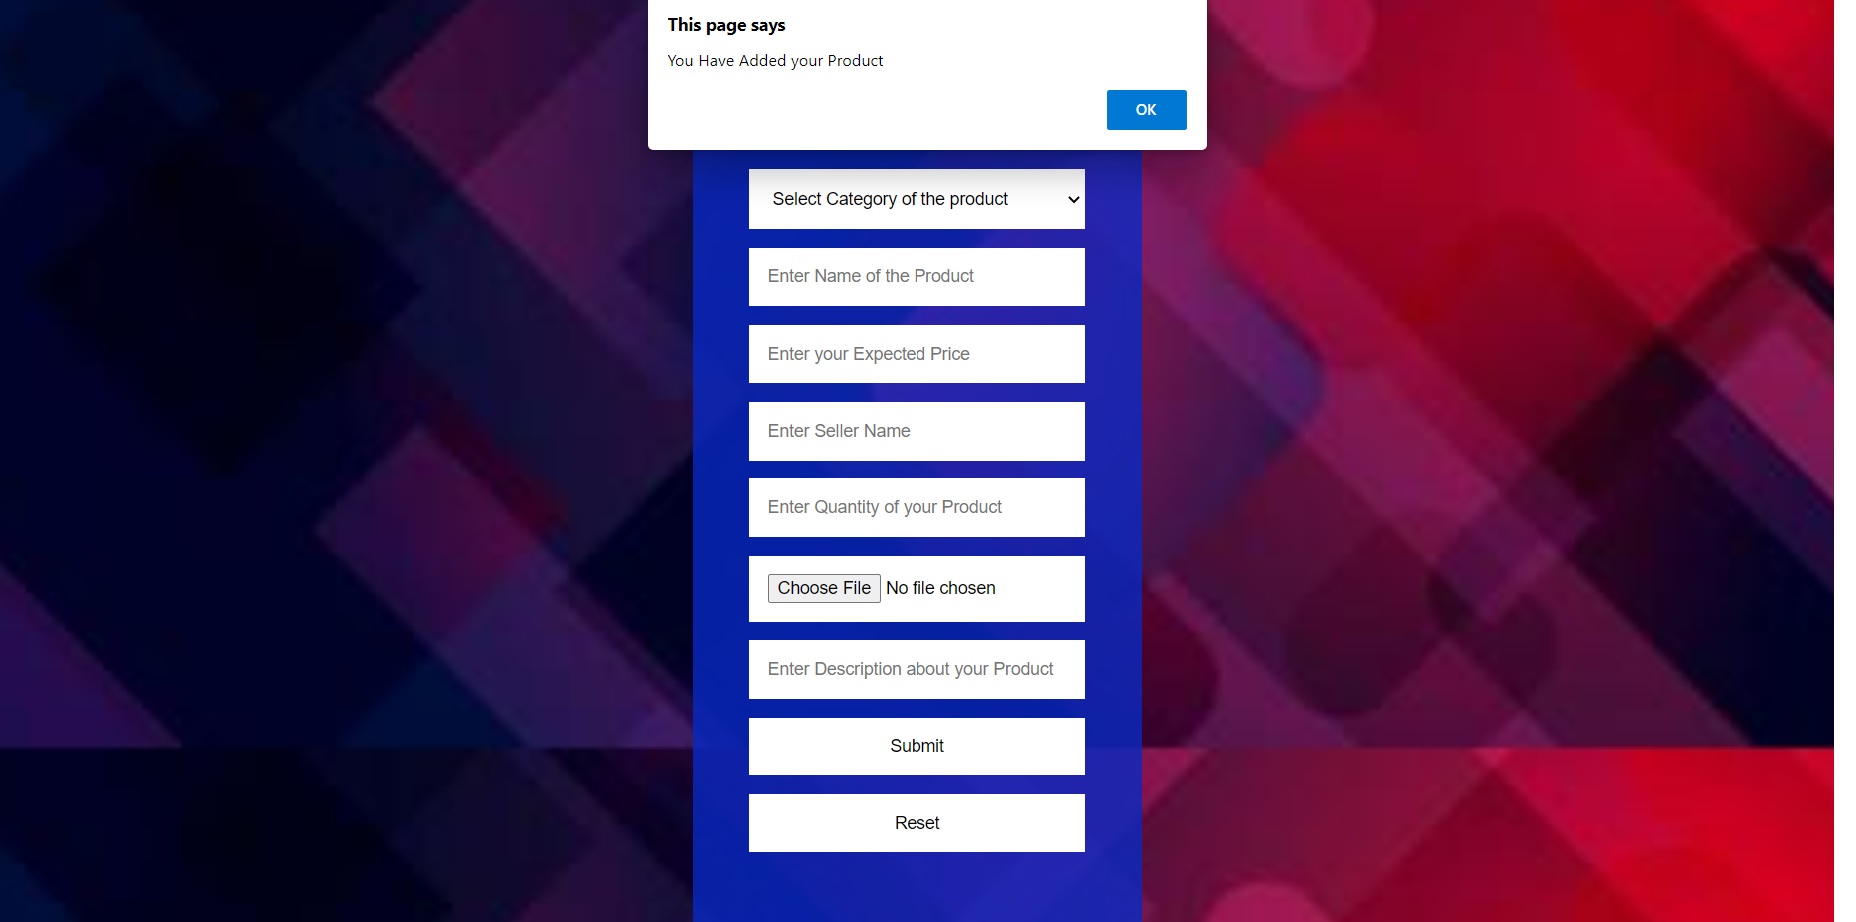 This page says
You Have Added your Product
OK
Select Category of the product
Enter Name of the Product
Enter your Expected Price
Enter Seller Name
Enter Quantity of your Product
Choose File No file chosen
Enter Description about your Product
Submit
Reset